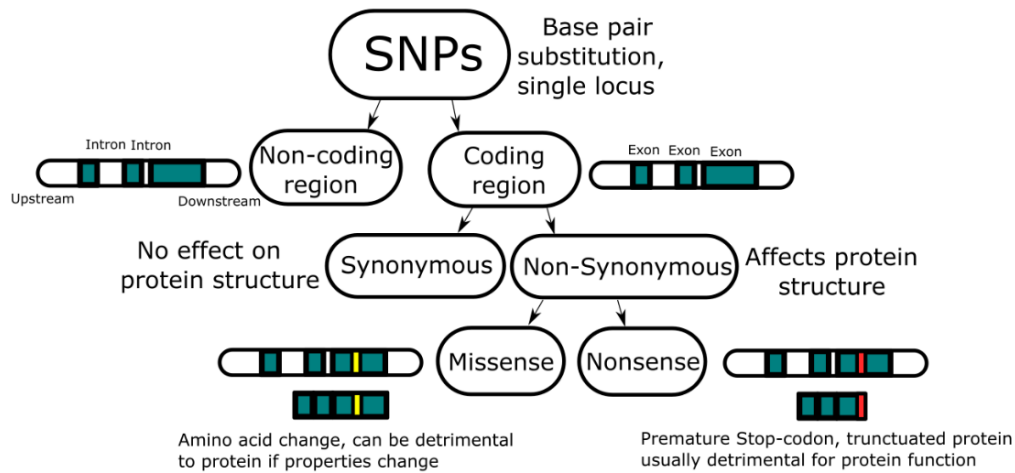 SNPs
Base pair
substitution,
single locus
Intron Intron
Upstream
Downstream
Non-coding
region
Coding
region
Exon Exon Exon
No effect on
protein structure
Synonymous
Non-Synonymous
Affects protein
structure
Missense
Nonsense
Amino acid change, can be detrimental
to protein if properties change
Premature Stop-codon, trunctuated protein
usually detrimental for protein function